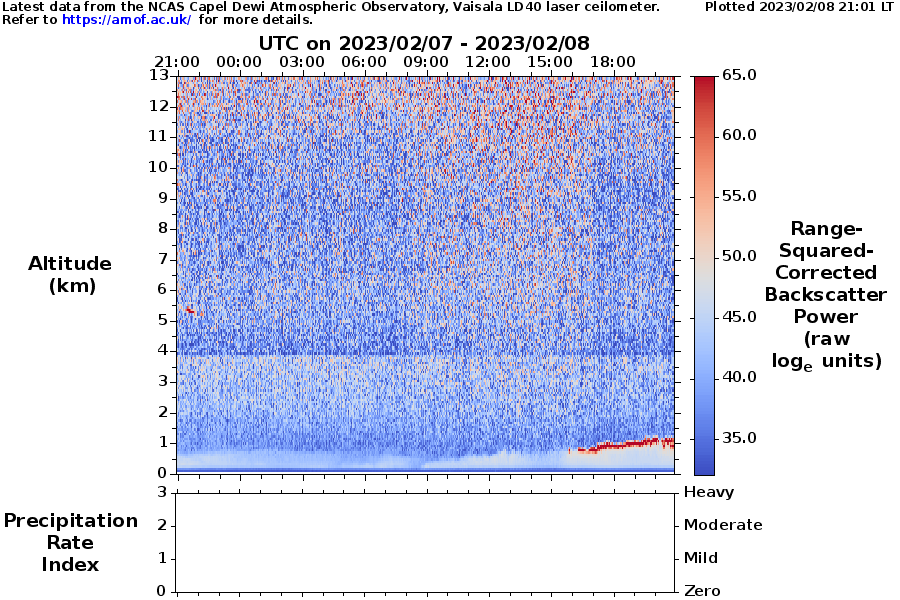 Latest data from the NCAS Capel Dewi Atmospheric Observatory, Vaisala LD40 laser ceilometer.
Plotted 2023/02/08 21:01 LT
Refer to https://amof.ac.uk/ for more details.
UTC on 2023/02/07 - 2023/02/08
21:00 00:00 03:00 06:00 09:00 12:00 15:00 18:00
13
12
11
10
9
8
7
6
5
4
3
2
1
0
Altitude
(km)
65.0
60.0
55.0
50.0
45.0
40.0
35.0
Range-
Squared-
Corrected
Backscatter
Power
(raw
loge units)
Precipitation
Rate
Index
3
2
1
0
Heavy
Moderate
Mild
Zero